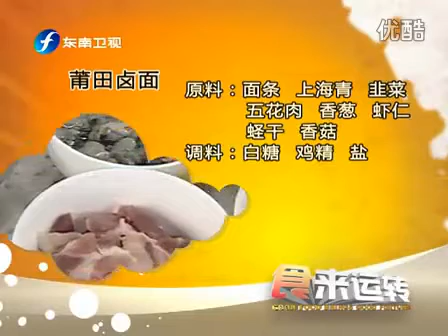 东南卫视
优酷
莆田卤面
原料：面条 上海青 韭菜
五花肉 香葱 虾仁
蛏干 香菇
调料：白糖 鸡精 盐
食来运转